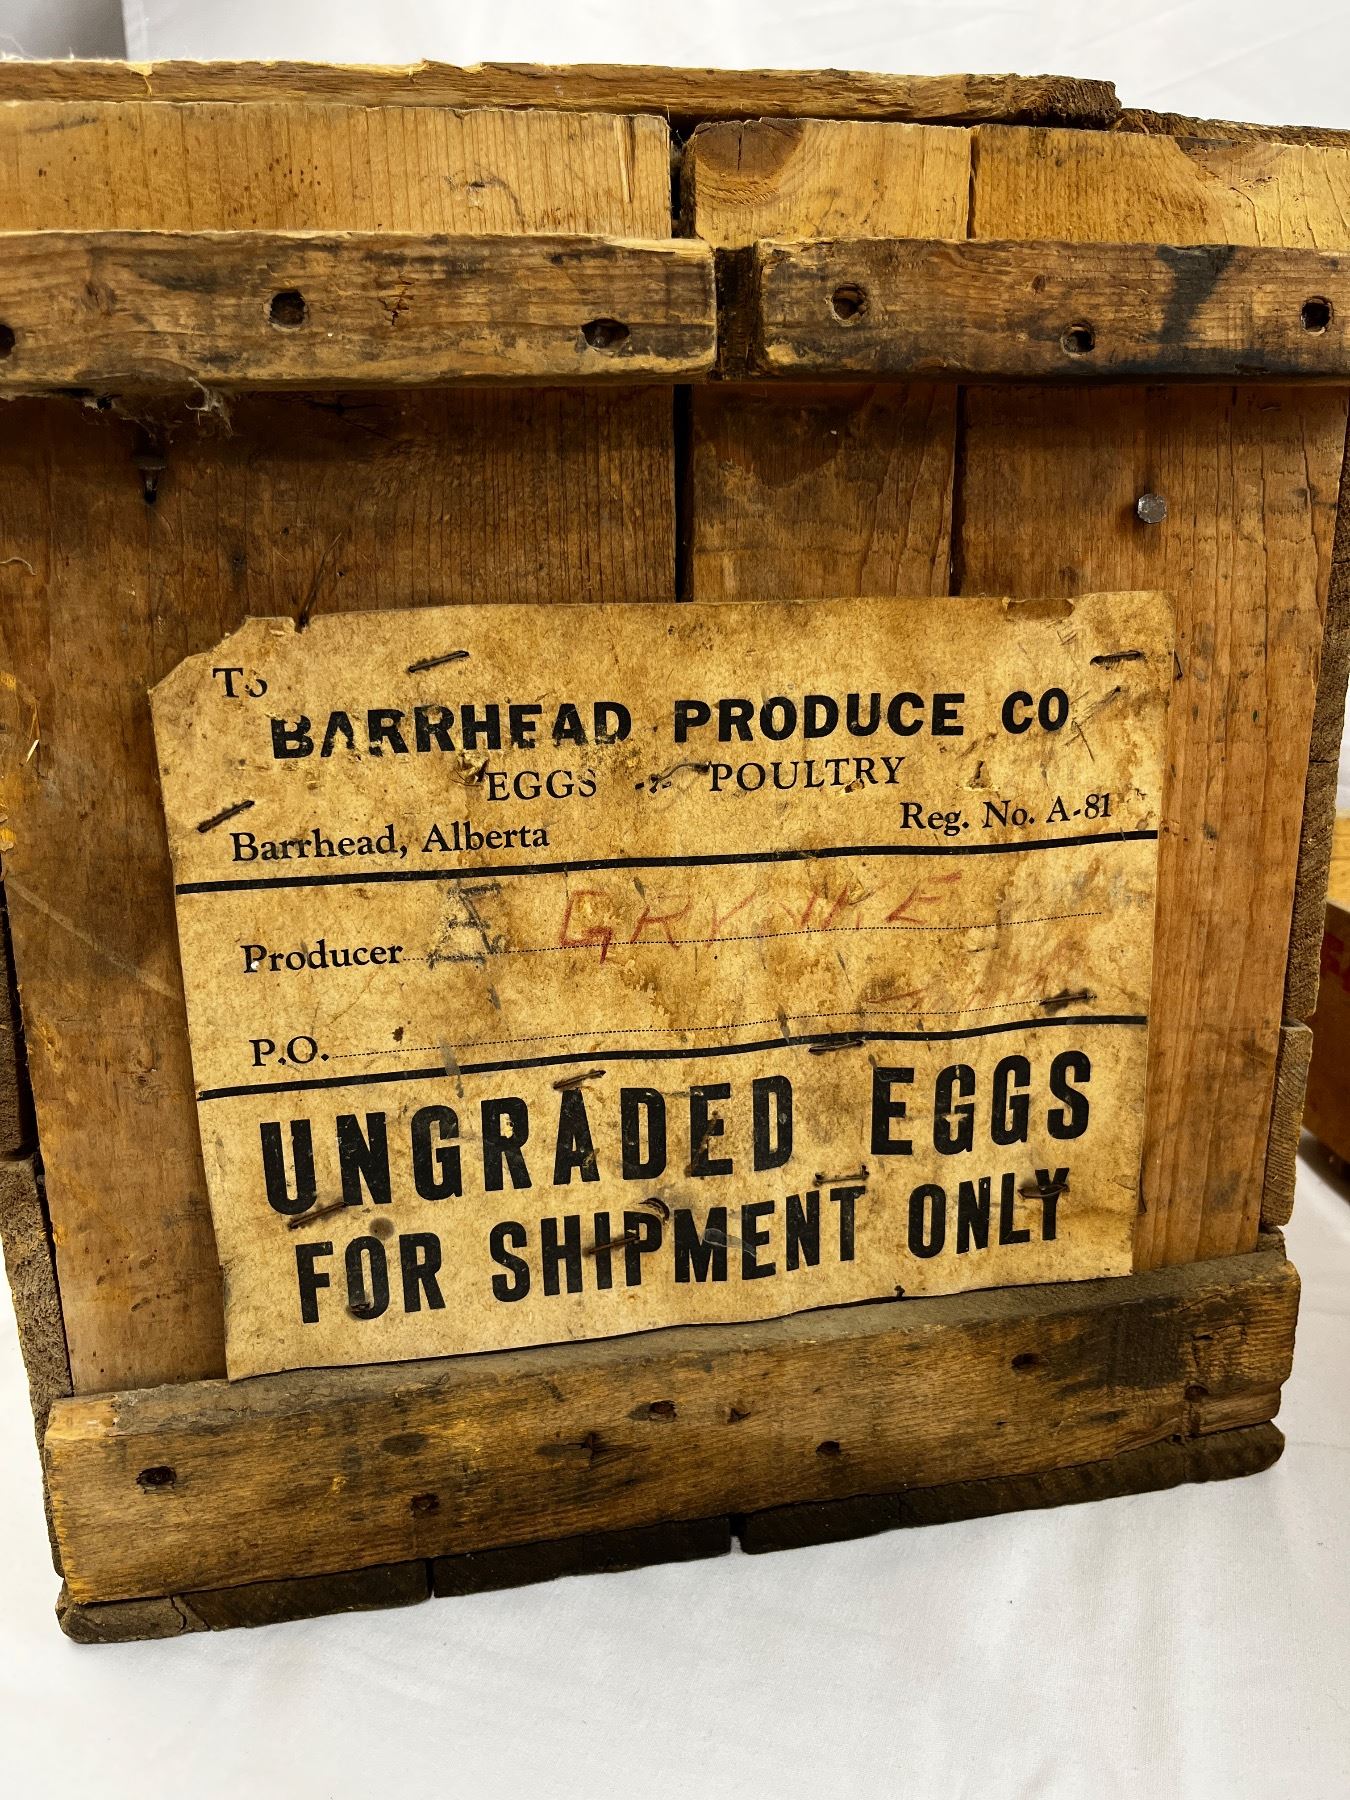 To
BARRHEAD PRODUCE CO
EGGS -:- POULTRY
Barrhead, Alberta Reg. No. A-81
Producer
P.O.
UNGRADED EGGS
FOR SHIPMENT ONLY